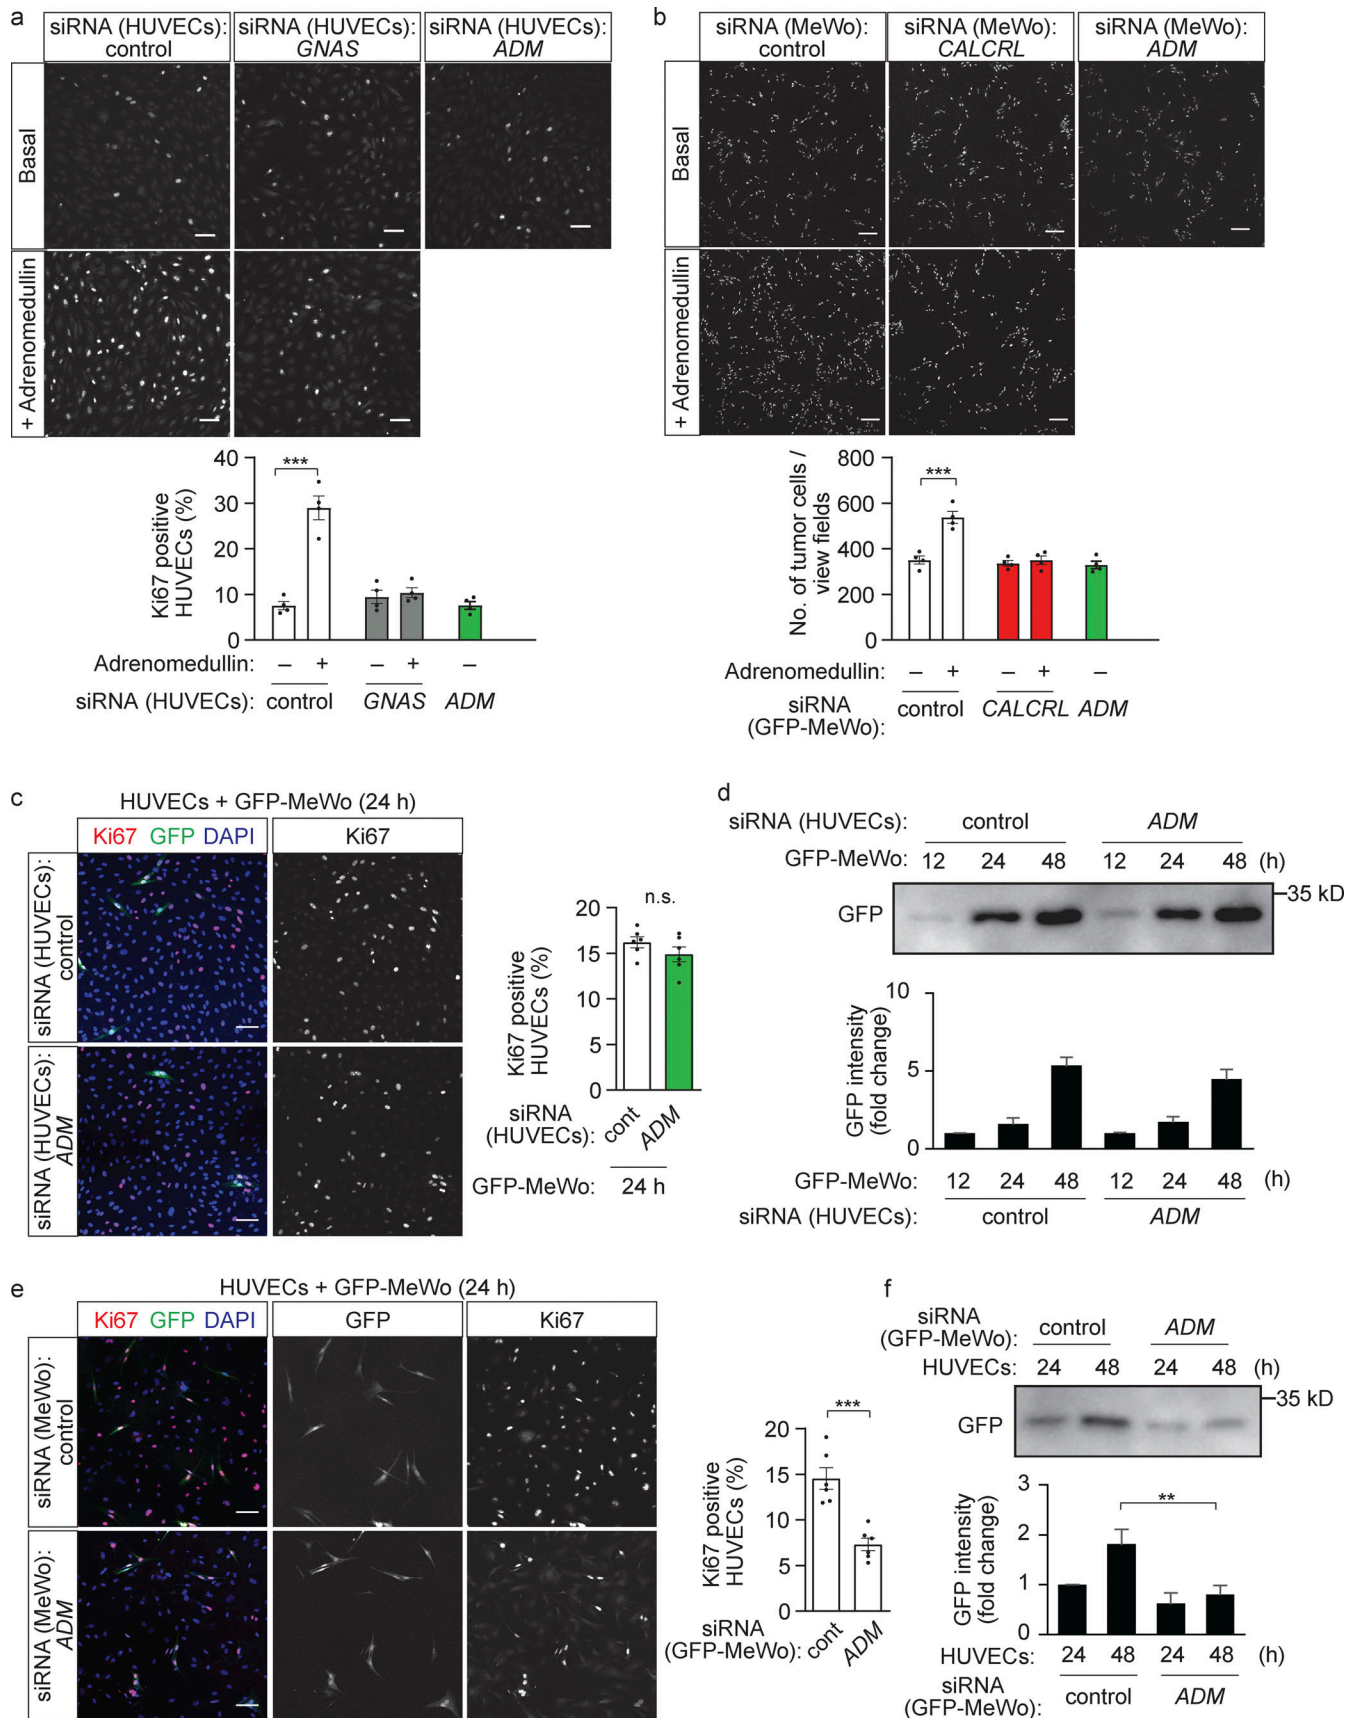 a
siRNA (HUVECs):
control
siRNA (HUVECs):
GNAS
siRNA (HUVECs):
ADM
Basal
+ Adrenomedullin
40
30
20
10
0
Ki67 positive
HUVECs (%)
***
Adrenomedullin: – + – + –
siRNA (HUVECs): control GNAS ADM
b
siRNA (MeWo):
control
siRNA (MeWo):
CALCRL
siRNA (MeWo):
ADM
Basal
+ Adrenomedullin
800
600
400
200
0
No. of tumor cells /
view fields
***
Adrenomedullin: – + – + –
siRNA
(GFP-MeWo): control CALCRL ADM
c
HUVECs + GFP-MeWo (24 h)
Ki67 GFP DAPI
Ki67
siRNA (HUVECs):
control
siRNA (HUVECs):
ADM
20
15
10
5
0
Ki67 positive
HUVECs (%)
n.s.
siRNA
(HUVECs): cont ADM
GFP-MeWo: 24 h
d
siRNA (HUVECs): control ADM
GFP-MeWo: 12 24 48 12 24 48 (h)
GFP
35 kD
10
5
0
GFP intensity
(fold change)
GFP-MeWo: 12 24 48 12 24 48 (h)
siRNA (HUVECs): control ADM
e
HUVECs + GFP-MeWo (24 h)
Ki67 GFP DAPI
GFP
Ki67
siRNA (MeWo):
control
siRNA (MeWo):
ADM
20
15
10
5
0
Ki67 positive
HUVECs (%)
***
siRNA
(GFP-MeWo): cont ADM
f
siRNA
(GFP-MeWo): control ADM
HUVECs: 24 48 24 48 (h)
GFP
35 kD
3
2
1
0
GFP intensity
(fold change)
**
HUVECs: 24 48 24 48 (h)
siRNA
(GFP-MeWo): control ADM